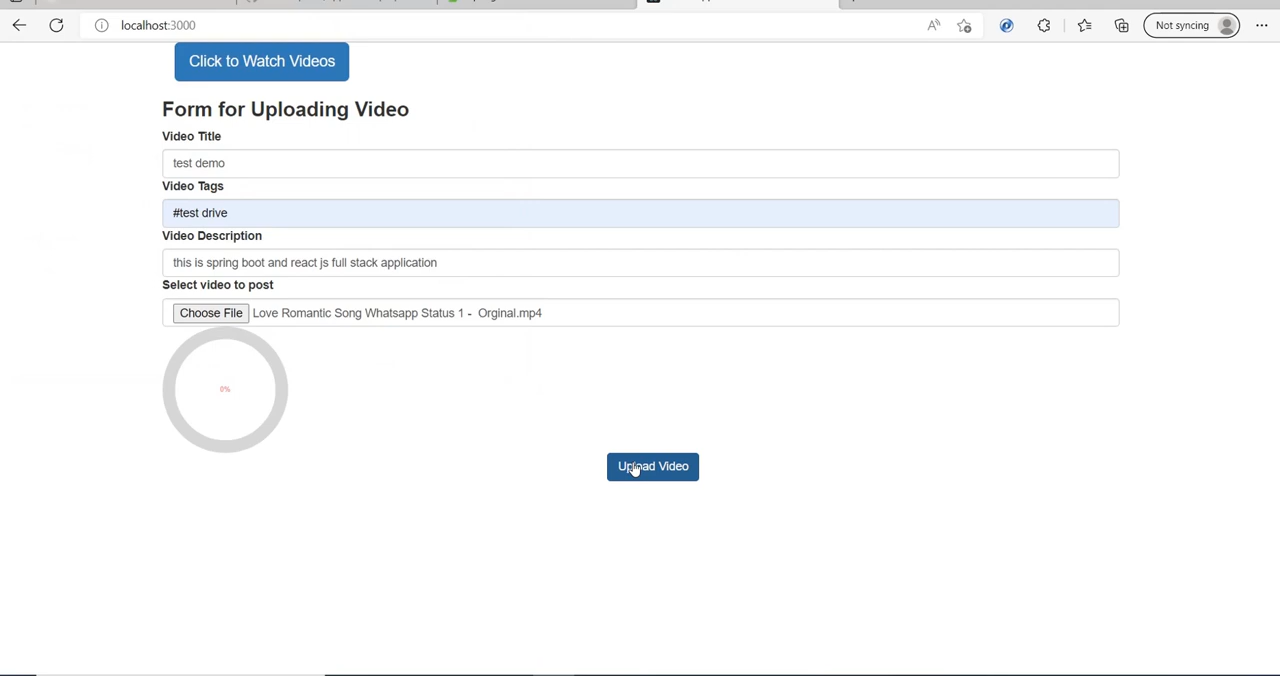 localhost:3000
Not syncing
Click to Watch Videos
Form for Uploading Video
Video Title
test demo
Video Tags
#test drive
Video Description
this is spring boot and react js full stack application
Select video to post
Choose File Love Romantic Song Whatsapp Status 1 - Orginal.mp4
0%
Upload Video